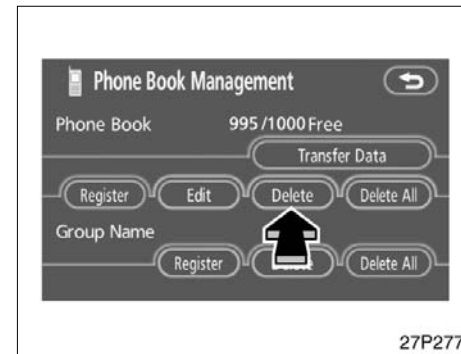 Phone Book Management
Phone Book 995/1000 Free
Transfer Data
Register Edit Delete Delete All
Group Name
Register Delete Delete All
27P277